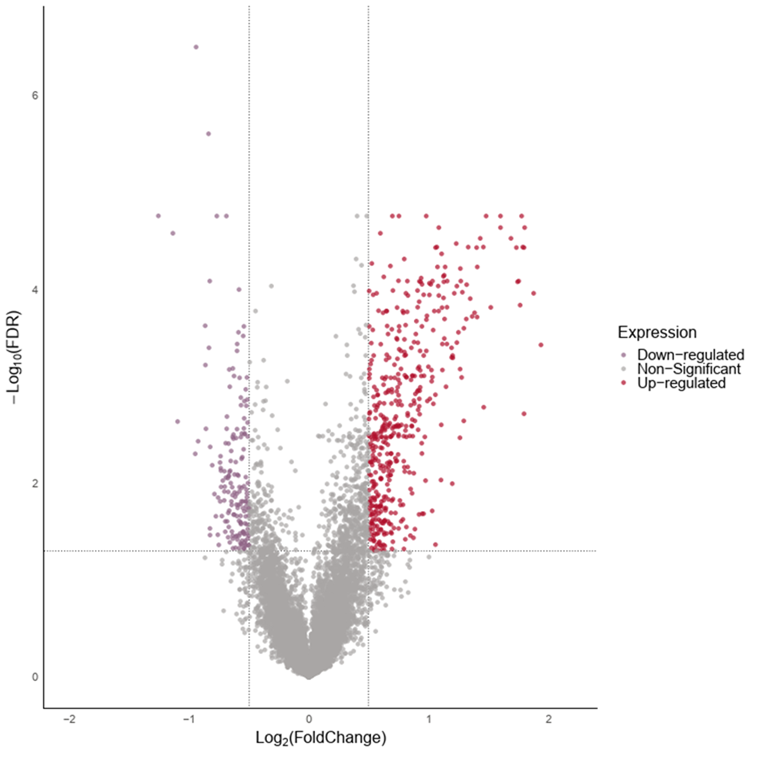 6
4
2
0
−Log10(FDR)
−2
−1
0
1
2
Log2(FoldChange)
Expression
Down−regulated
Non−Significant
Up−regulated